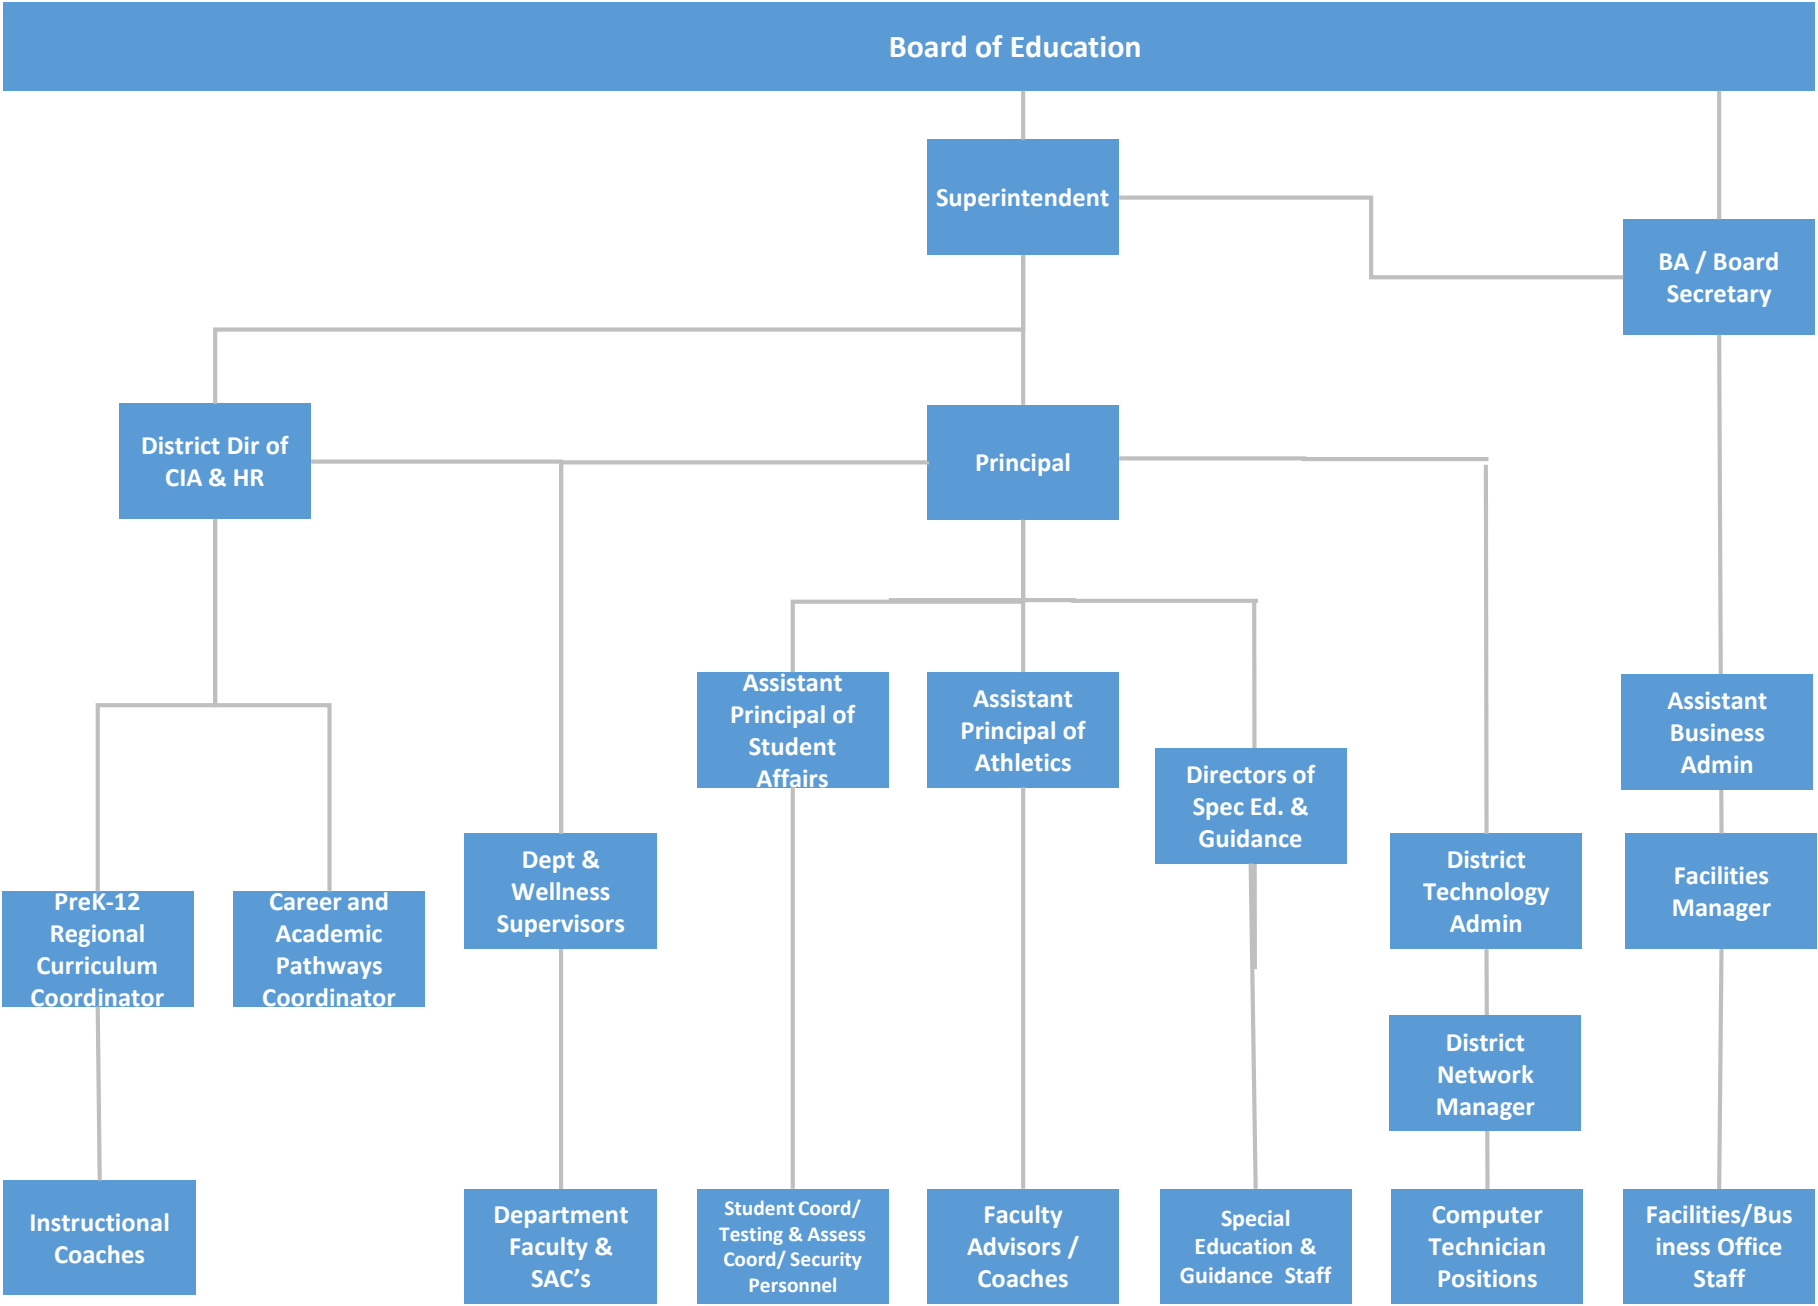 Board of Education
Superintendent
BA / Board
Secretary
District Dir of
CIA & HR
Principal
Assistant
Principal of
Student
Affairs
Assistant
Principal of
Athletics
Directors of
Spec Ed. &
Guidance
Assistant
Business
Admin
PreK-12
Regional
Curriculum
Coordinator
Career and
Academic
Pathways
Coordinator
Dept &
Wellness
Supervisors
District
Technology
Admin
Facilities
Manager
District
Network
Manager
Instructional
Coaches
Department
Faculty &
SAC’s
Student Coord/
Testing & Assess
Coord/ Security
Personnel
Faculty
Advisors /
Coaches
Special
Education &
Guidance Staff
Computer
Technician
Positions
Facilities/Bus
iness Office
Staff